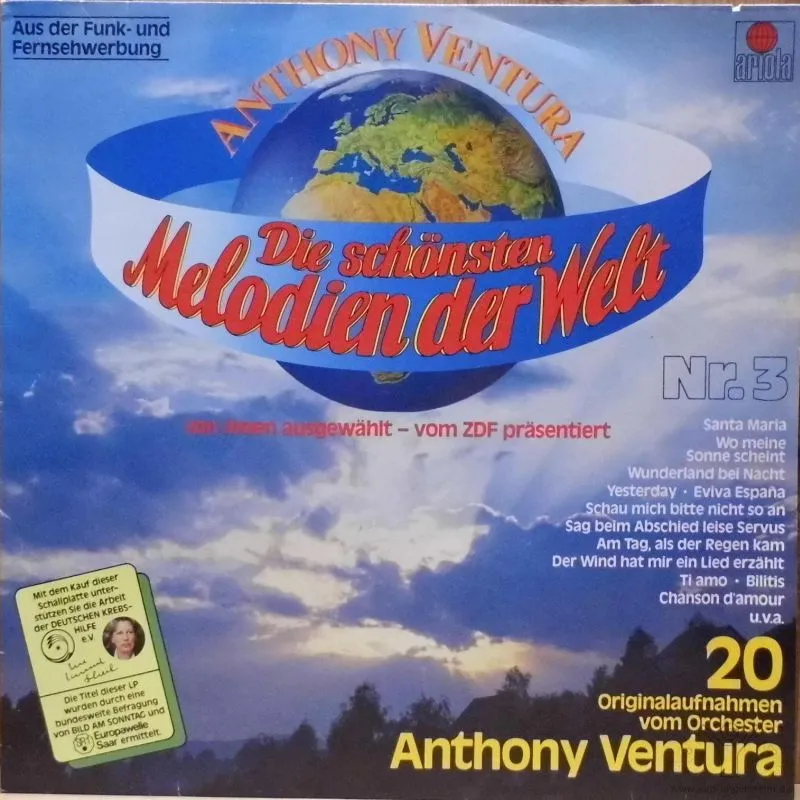 Aus der Funk- und
Fernsehwerbung
ariola
ANTHONY VENTURA
Die schönsten
Melodien der Welt
Nr. 3
ausgewählt – vom ZDF präsentiert
Santa Maria
Wo meine
Sonne scheint
Wunderland bei Nacht
Yesterday · Eviva España
Schau mich bitte nicht so an
Sag beim Abschied leise Servus
Am Tag, als der Regen kam
Der Wind hat mir ein Lied erzählt
Ti amo · Bilitis
Chanson d'amour
u.v.a.
Mit dem Kauf dieser
Schallplatte unter-
stützen Sie die Arbeit
der DEUTSCHEN KREBS-
HILFE
e.V.
Die Titel dieser LP
wurden durch eine
bundesweite Befragung
von BILD AM SONNTAG und
SR1 Europawelle
Saar ermittelt.
20
Originalaufnahmen
vom Orchester
Anthony Ventura